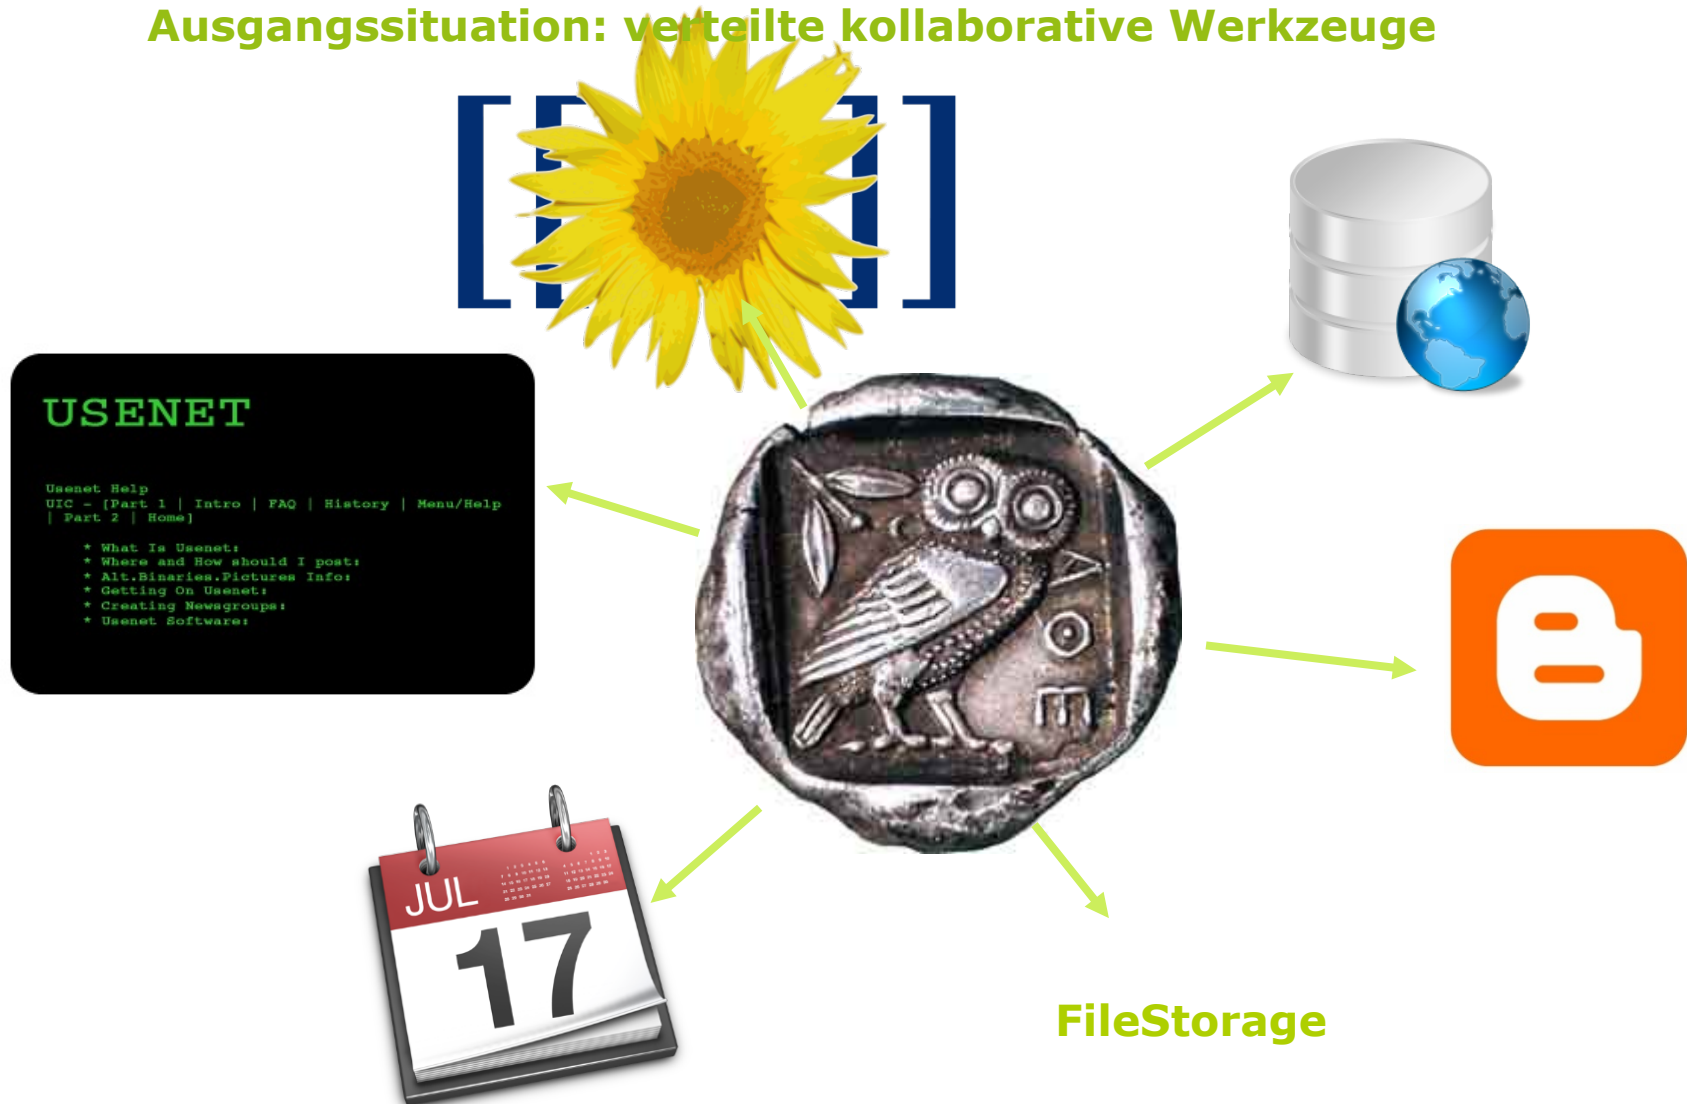 Ausgangssituation: verteilte kollaborative Werkzeuge
[[ ]]
USENET
Usenet Help
UIC - [Part 1 | Intro | FAQ | History | Menu/Help
| Part 2 | Home]
* What Is Usenet:
* Where and How should I post:
* Alt.Binaries.Pictures Info:
* Getting On Usenet:
* Creating Newsgroups:
* Usenet Software:
ΑΘΕ
JUL
17
FileStorage